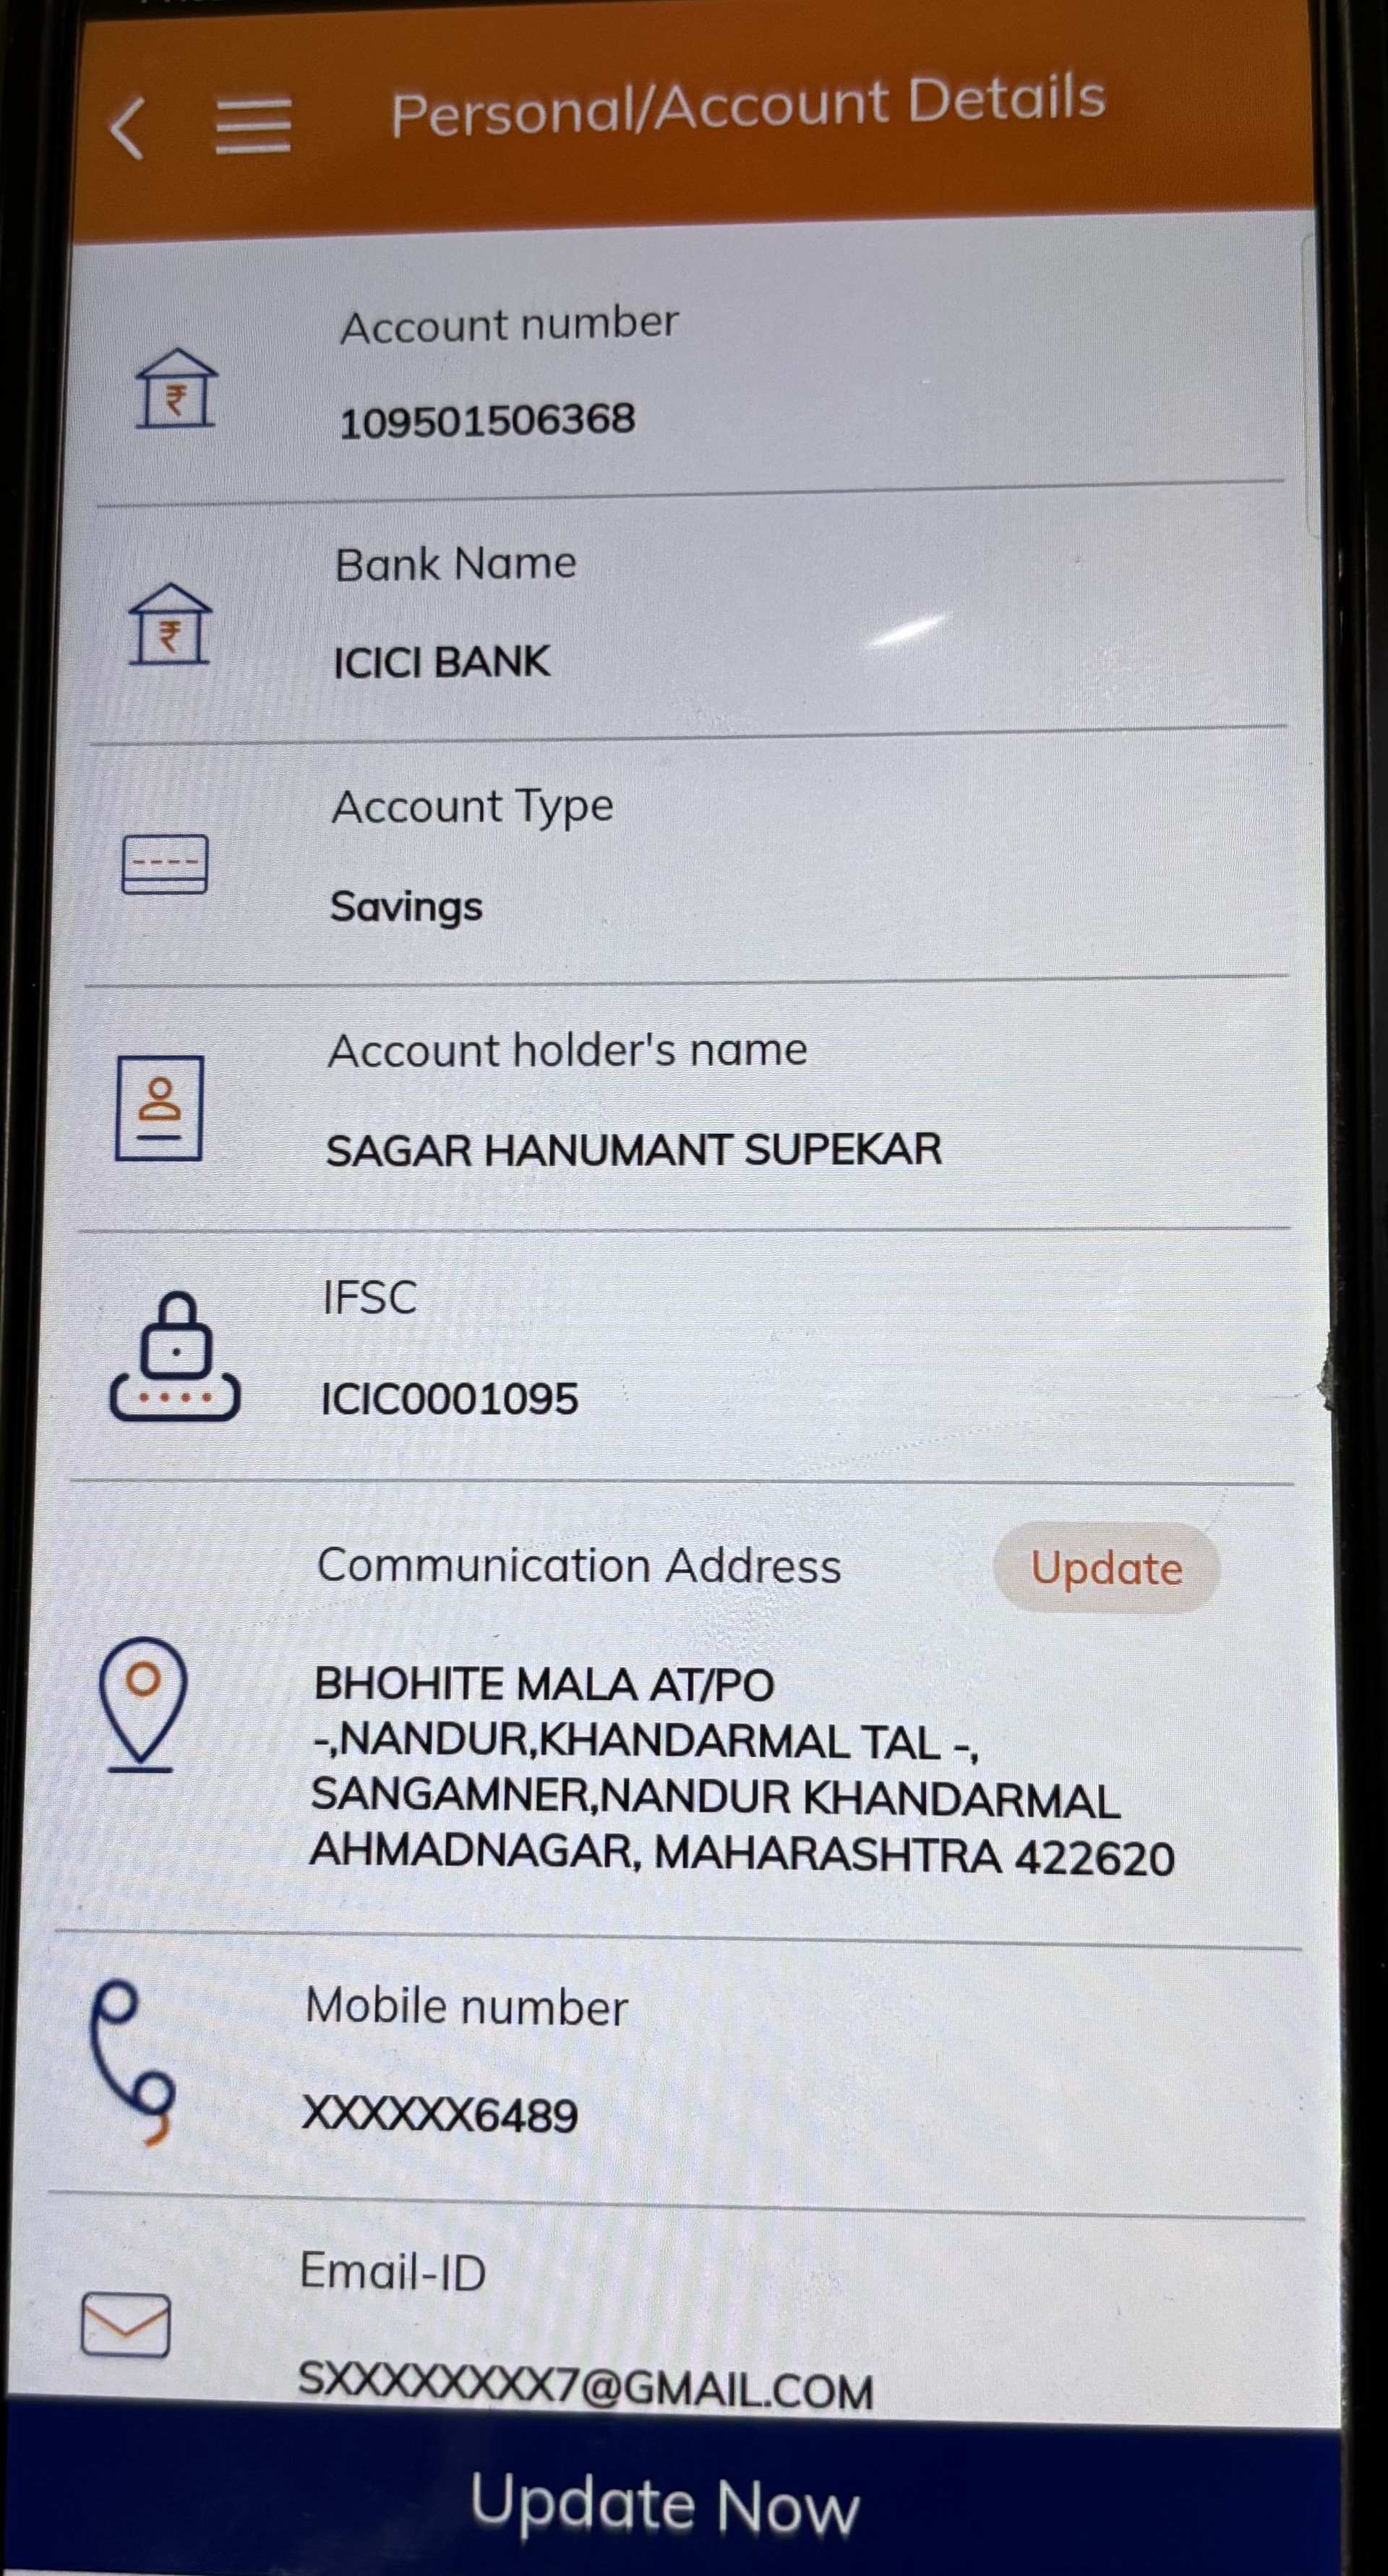 Personal/Account Details
Account number
109501506368
Bank Name
ICICI BANK
Account Type
Savings
Account holder's name
SAGAR HANUMANT SUPEKAR
IFSC
ICIC0001095
Communication Address
Update
BHOHITE MALA AT/PO
-,NANDUR,KHANDARMAL TAL -,
SANGAMNER,NANDUR KHANDARMAL
AHMADNAGAR, MAHARASHTRA 422620
Mobile number
XXXXXX6489
Email-ID
SXXXXXXXX7@GMAIL.COM
Update Now